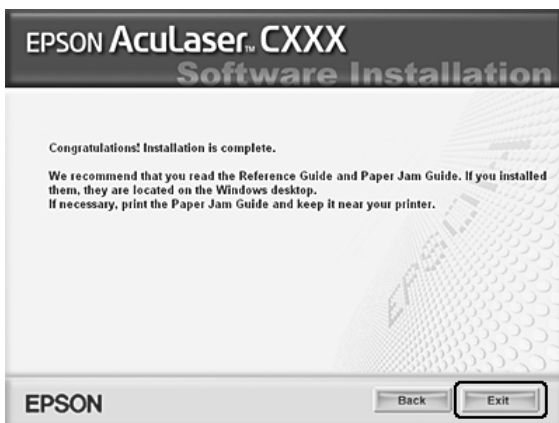 EPSON AcuLaser™ CXXX
Software Installation
Congratulations! Installation is complete.
We recommend that you read the Reference Guide and Paper Jam Guide. If you installed
them, they are located on the Windows desktop.
If necessary, print the Paper Jam Guide and keep it near your printer.
EPSON
EPSON
Back
Exit